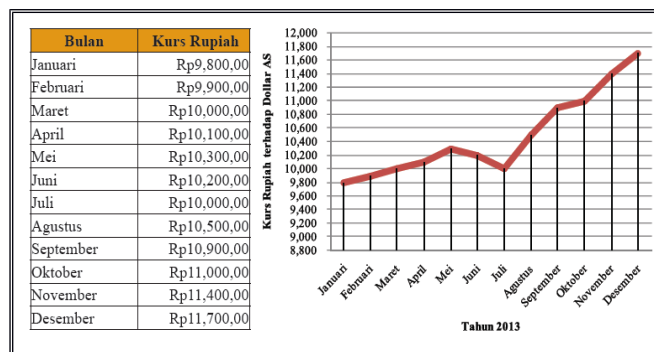 Bulan Kurs Rupiah
Januari Rp9,800,00
Februari Rp9,900,00
Maret Rp10,000,00
April Rp10,100,00
Mei Rp10,300,00
Juni Rp10,200,00
Juli Rp10,000,00
Agustus Rp10,500,00
September Rp10,900,00
Oktober Rp11,000,00
November Rp11,400,00
Desember Rp11,700,00
Kurs Rupiah terhadap Dollar AS
12,000
11,800
11,600
11,400
11,200
11,000
10,800
10,600
10,400
10,200
10,000
9,800
9,600
9,400
9,200
9,000
8,800
Januari
Februari
Maret
April
Mei
Juni
Juli
Agustus
September
Oktober
November
Desember
Tahun 2013